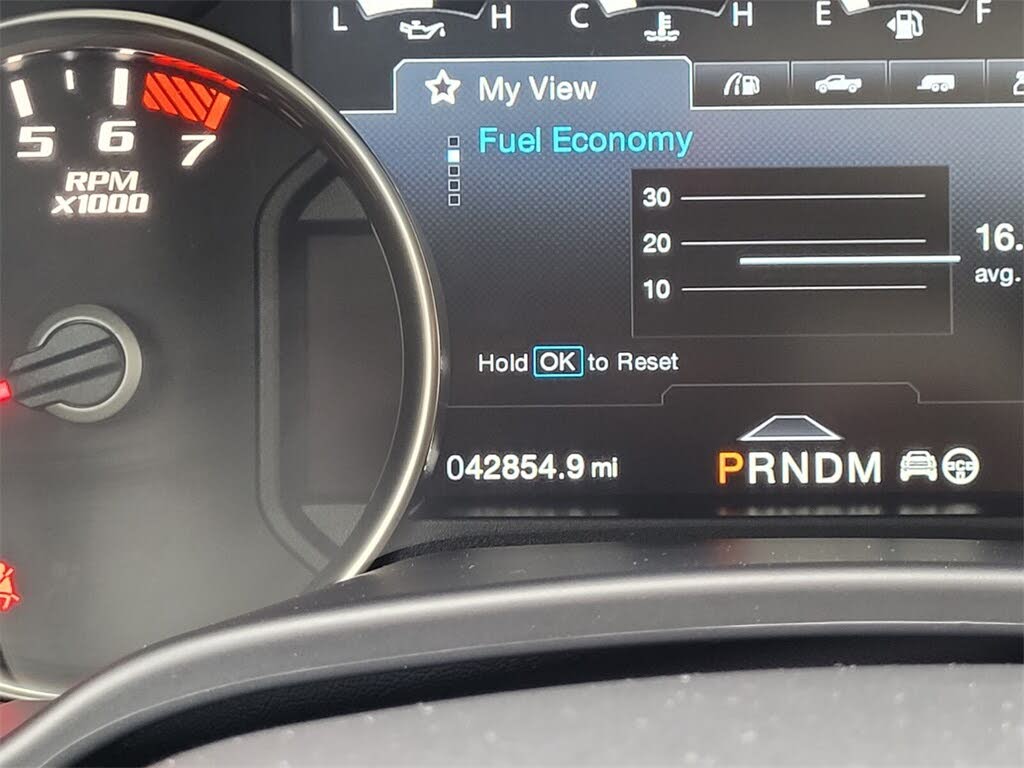 L H C H E F
My View
Fuel Economy
5 6 7
RPM
X1000
30
20
10
16.
avg.
Hold OK to Reset
042854.9 mi
PRNDM